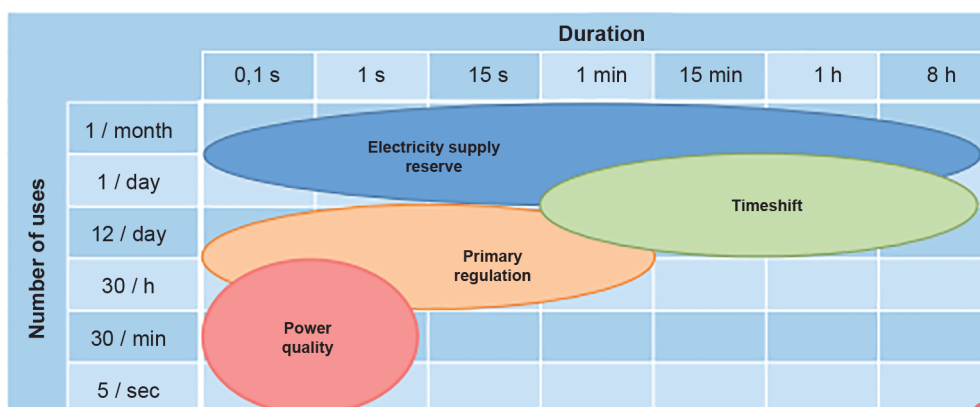 Duration
0,1 s 1 s 15 s 1 min 15 min 1 h 8 h
Number of uses
1 / month
1 / day
12 / day
30 / h
30 / min
5 / sec
Electricity supply
reserve
Timeshift
Primary
regulation
Power
quality